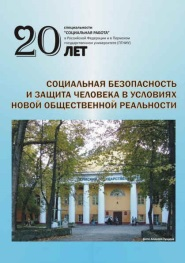 20
ЛЕТ
специальности
"СОЦИАЛЬНАЯ РАБОТА"
в Российской Федерации и в Пермском
государственном университете (ПГНИУ)
СОЦИАЛЬНАЯ БЕЗОПАСНОСТЬ
И ЗАЩИТА ЧЕЛОВЕКА В УСЛОВИЯХ
НОВОЙ ОБЩЕСТВЕННОЙ РЕАЛЬНОСТИ